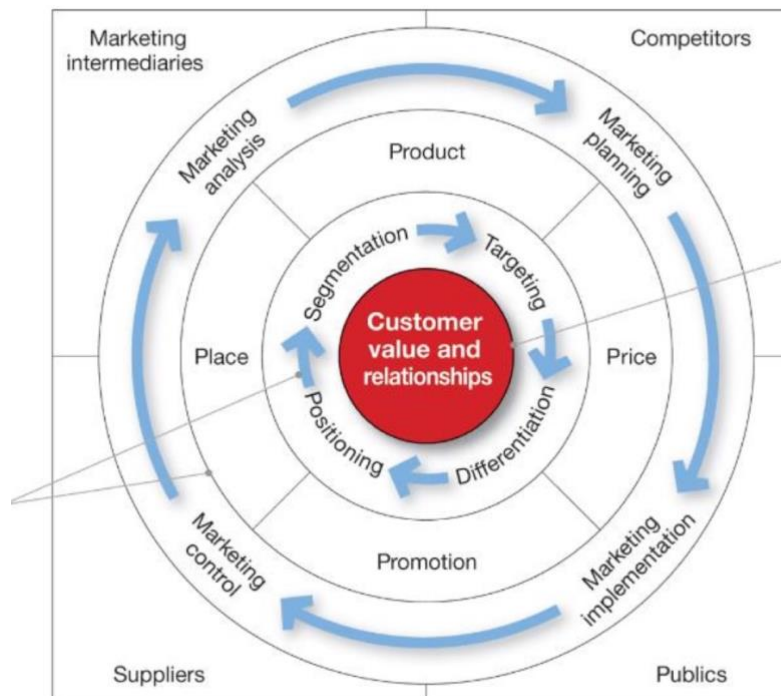 Marketing
intermediaries
Competitors
Marketing
analysis
Marketing
planning
Product
Segmentation
Targeting
Customer
value and
relationships
Place
Price
Positioning
Differentiation
Promotion
Marketing
control
Marketing
implementation
Suppliers
Publics